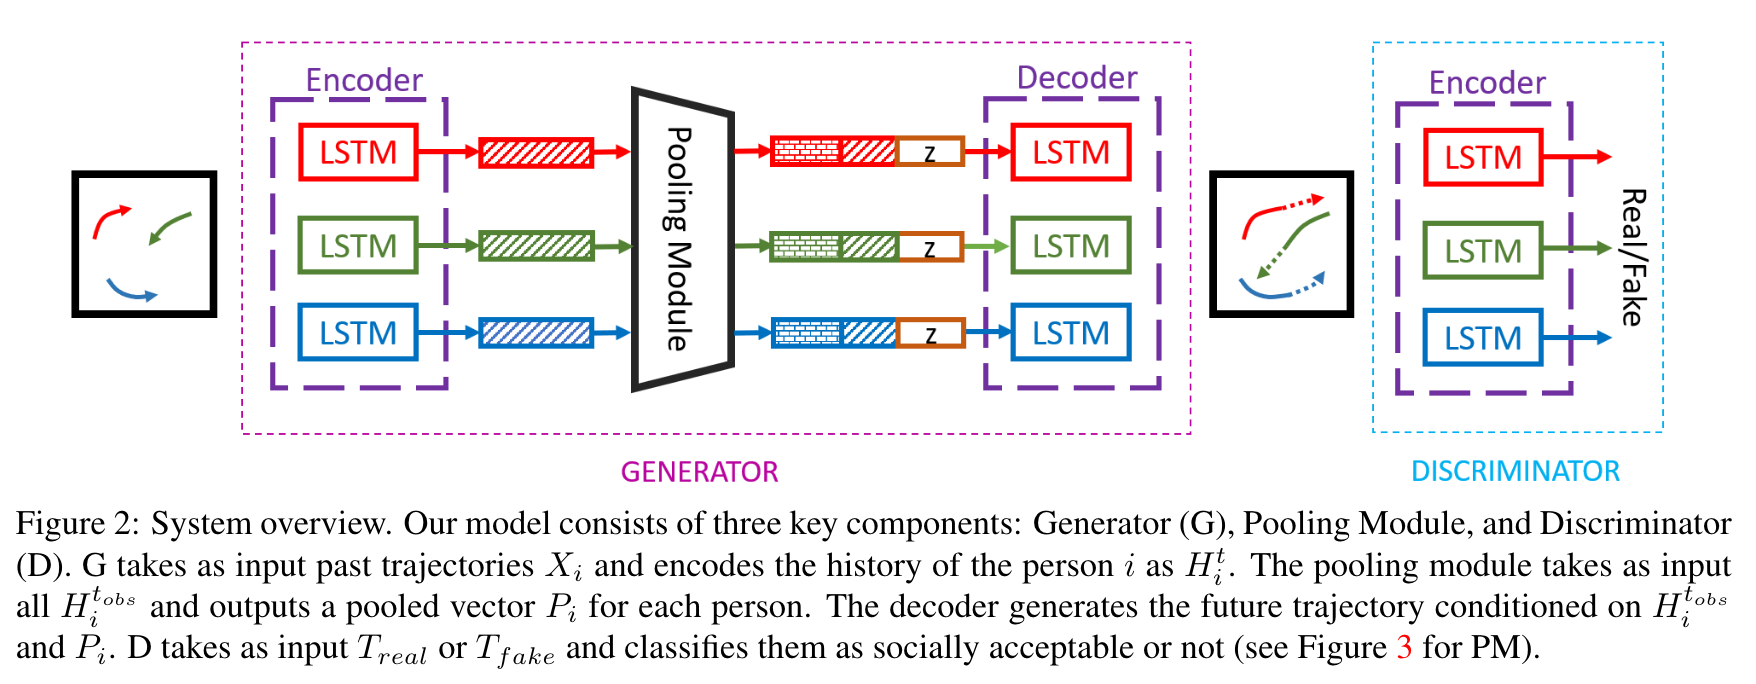 Encoder
Decoder
Encoder
LSTM
z
LSTM
LSTM
LSTM
z
LSTM
LSTM
LSTM
z
LSTM
LSTM
Pooling Module
Real/Fake
GENERATOR
DISCRIMINATOR
Figure 2: System overview. Our model consists of three key components: Generator (G), Pooling Module, and Discriminator
(D). G takes as input past trajectories $X_i$ and encodes the history of the person $i$ as $H_i^t$. The pooling module takes as input
all $H_i^{t_{obs}}$ and outputs a pooled vector $P_i$ for each person. The decoder generates the future trajectory conditioned on $H_i^{t_{obs}}$
and $P_i$. D takes as input $T_{real}$ or $T_{fake}$ and classifies them as socially acceptable or not (see Figure 3 for PM).